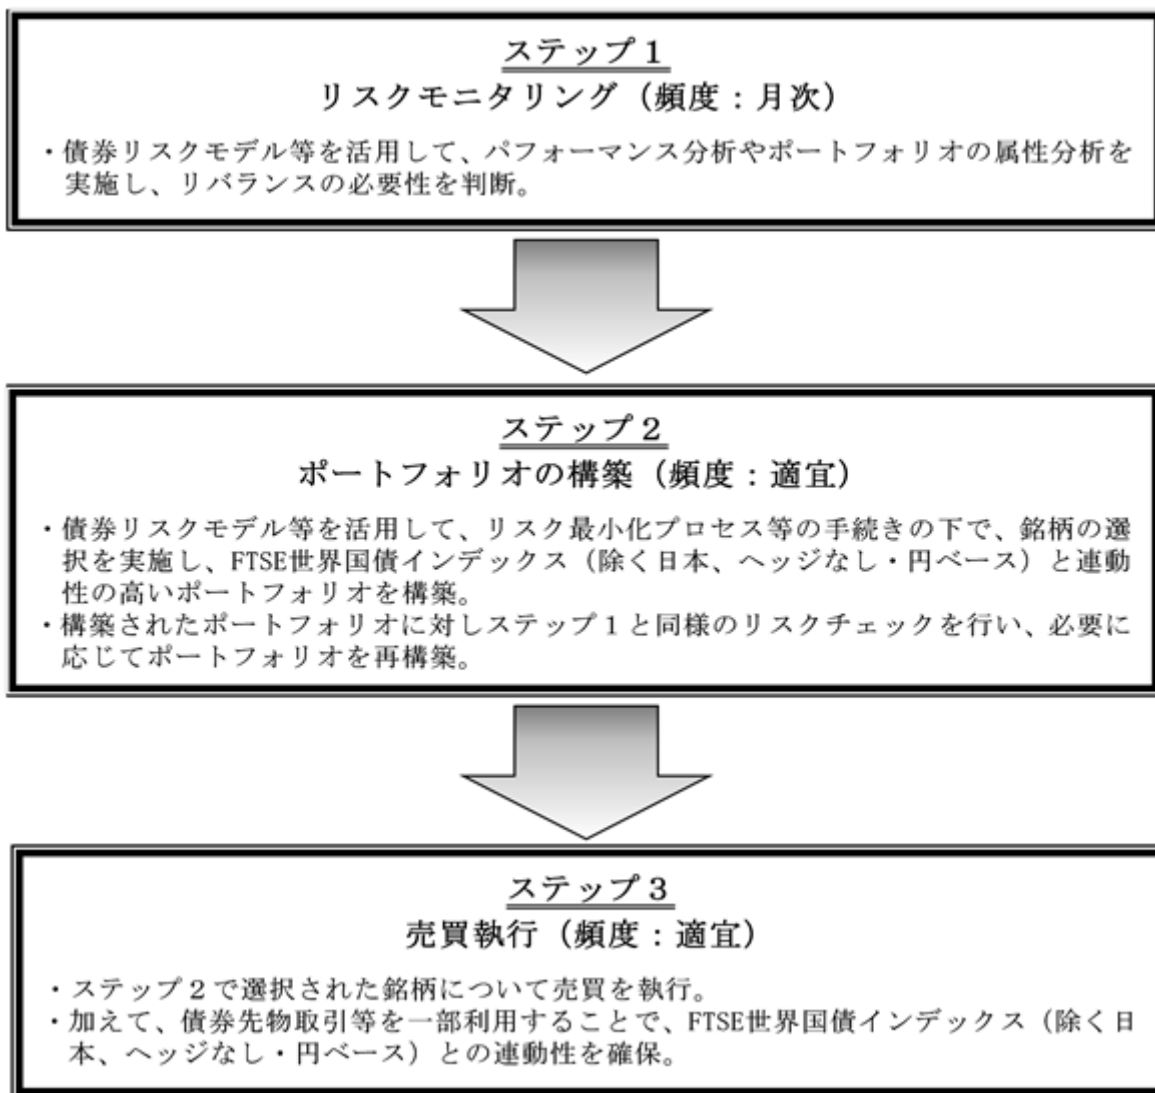 ステップ１
リスクモニタリング（頻度：月次）
・債券リスクモデル等を活用して、パフォーマンス分析やポートフォリオの属性分析を
実施し、リバランスの必要性を判断。
ステップ２
ポートフォリオの構築（頻度：適宜）
・債券リスクモデル等を活用して、リスク最小化プロセス等の手続きの下で、銘柄の選
択を実施し、FTSE世界国債インデックス（除く日本、ヘッジなし・円ベース）と連動
性の高いポートフォリオを構築。
・構築されたポートフォリオに対しステップ１と同様のリスクチェックを行い、必要に
応じてポートフォリオを再構築。
ステップ３
売買執行（頻度：適宜）
・ステップ２で選択された銘柄について売買を執行。
・加えて、債券先物取引等を一部利用することで、FTSE世界国債インデックス（除く日
本、ヘッジなし・円ベース）との連動性を確保。